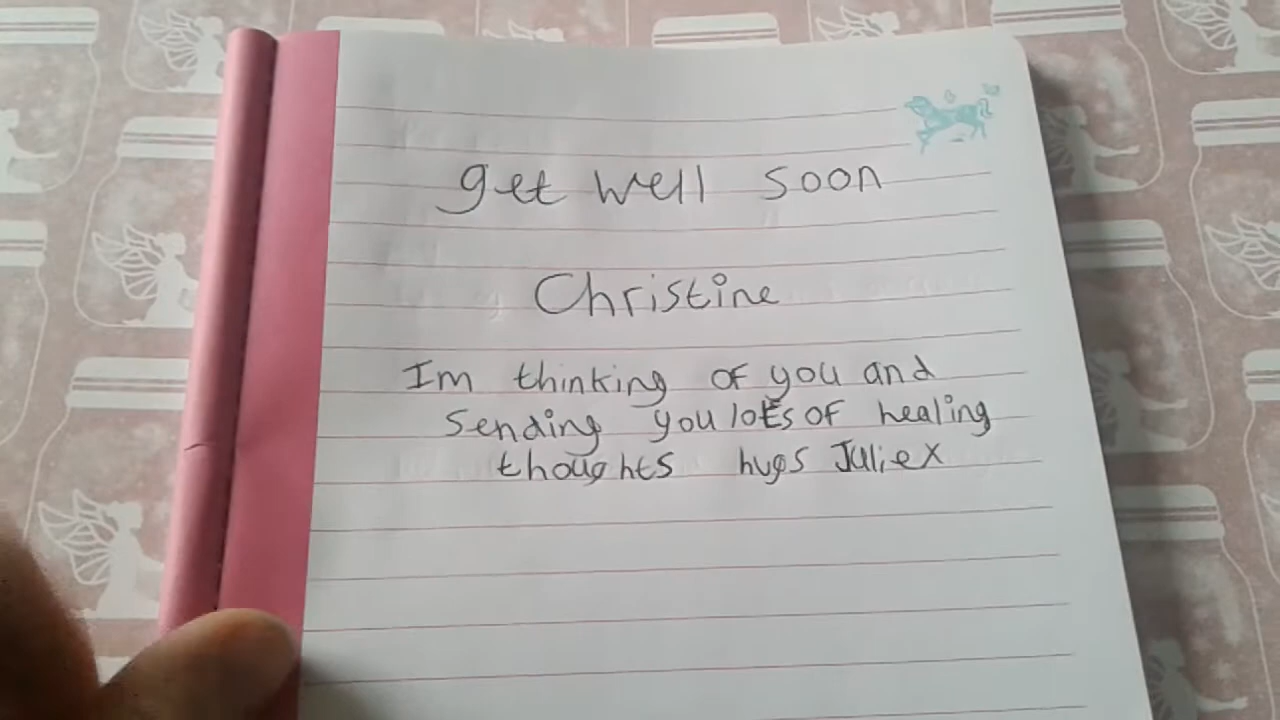 get well soon
Christine
Im thinking of you and
sending you lots of healing
thoughts hugs Julie x